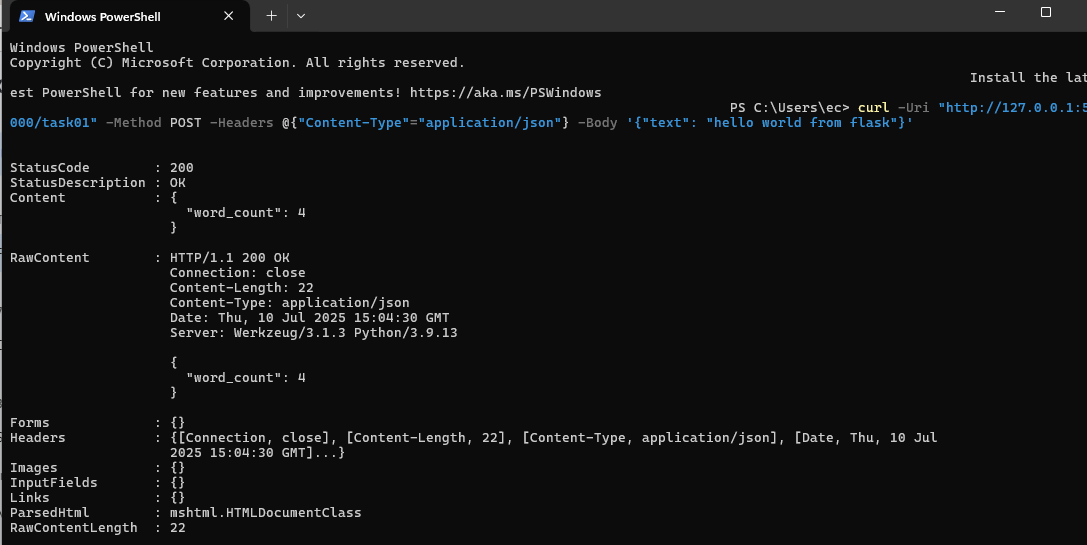 Windows PowerShell
Windows PowerShell
Copyright (C) Microsoft Corporation. All rights reserved.
Install the lat
est PowerShell for new features and improvements! https://aka.ms/PSWindows
PS C:\Users\ec> curl -Uri "http://127.0.0.1:5
000/task01" -Method POST -Headers @{"Content-Type"="application/json"} -Body '{"text": "hello world from flask"}'
StatusCode : 200
StatusDescription : OK
Content : {
"word_count": 4
}
RawContent : HTTP/1.1 200 OK
Connection: close
Content-Length: 22
Content-Type: application/json
Date: Thu, 10 Jul 2025 15:04:30 GMT
Server: Werkzeug/3.1.3 Python/3.9.13
{
"word_count": 4
}
Forms : {}
Headers : {[Connection, close], [Content-Length, 22], [Content-Type, application/json], [Date, Thu, 10 Jul
2025 15:04:30 GMT]...}
Images : {}
InputFields : {}
Links : {}
ParsedHtml : mshtml.HTMLDocumentClass
RawContentLength : 22